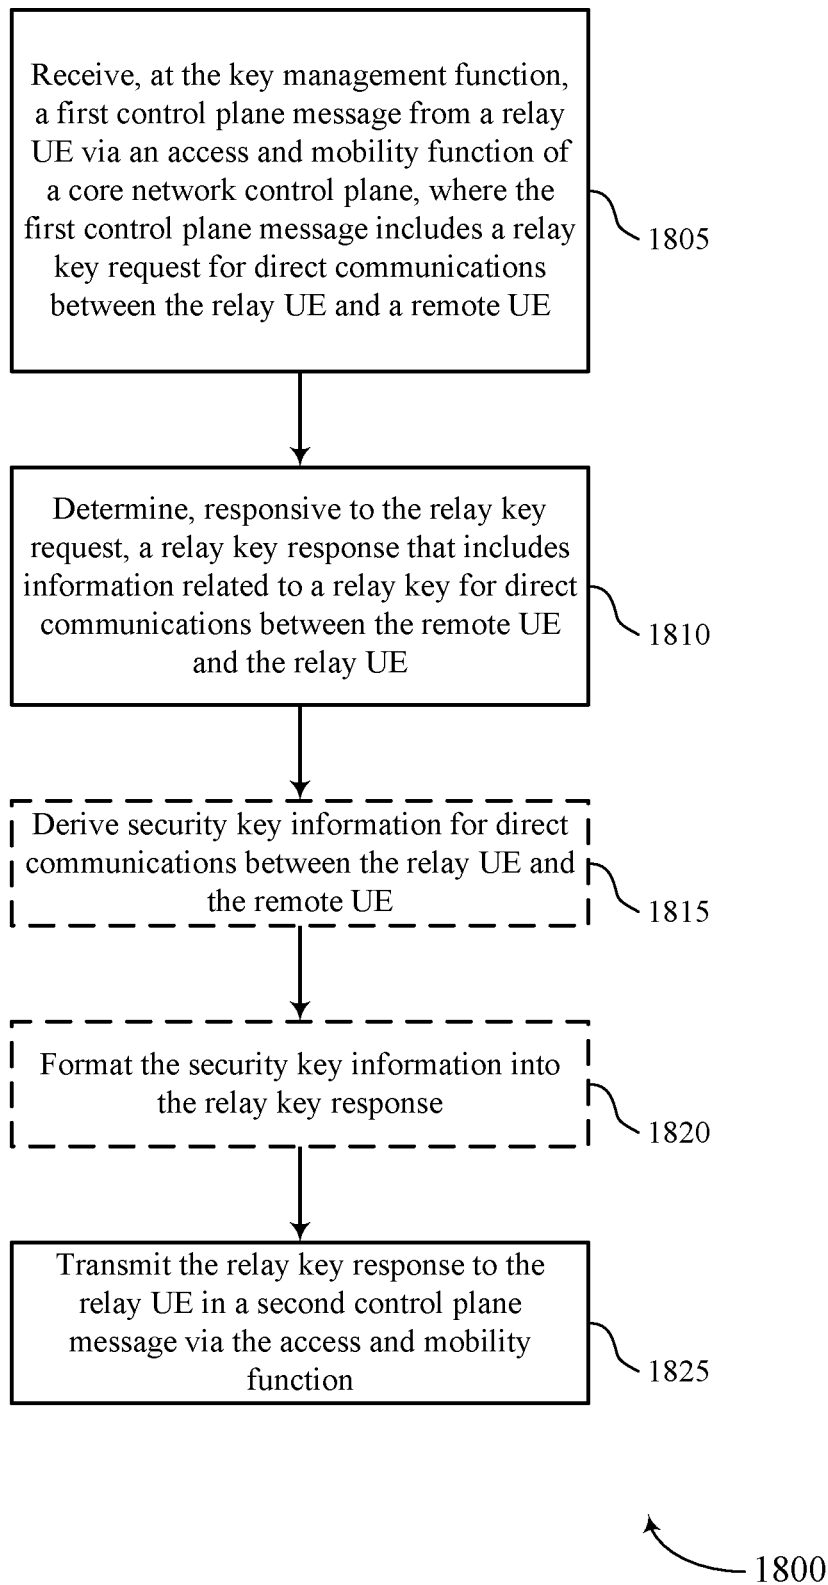 Receive, at the key management function,
a first control plane message from a relay
UE via an access and mobility function of
a core network control plane, where the
first control plane message includes a relay
key request for direct communications
between the relay UE and a remote UE
1805
Determine, responsive to the relay key
request, a relay key response that includes
information related to a relay key for direct
communications between the remote UE
and the relay UE
1810
Derive security key information for direct
communications between the relay UE and
the remote UE
1815
Format the security key information into
the relay key response
1820
Transmit the relay key response to the
relay UE in a second control plane
message via the access and mobility
function
1825
1800